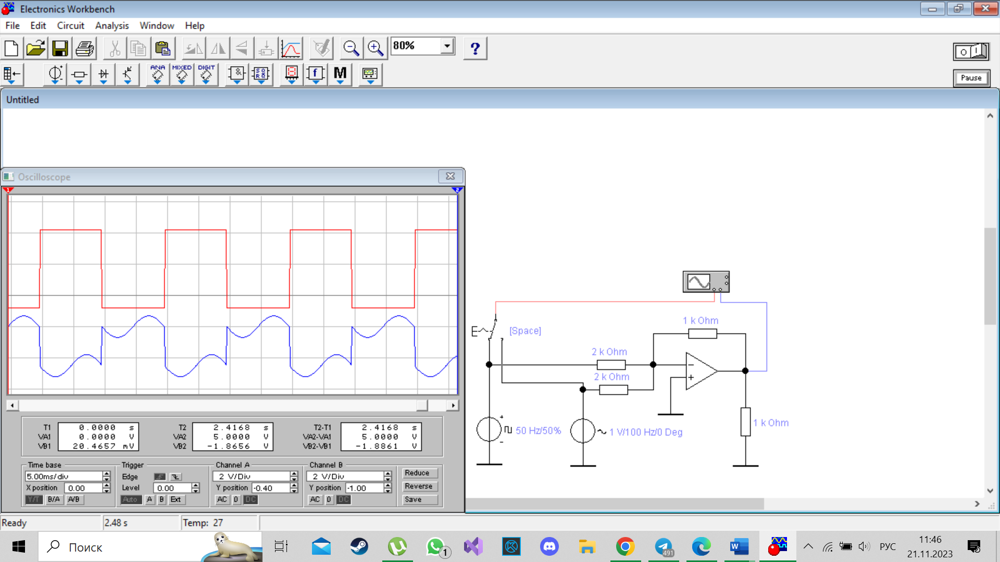 Electronics Workbench
File Edit Circuit Analysis Window Help
80%
?
ANA MIXED DIGIT
f M
Pause
Untitled
Oscilloscope
1 2
[Space]
1 k Ohm
2 k Ohm
2 k Ohm
50 Hz/50%
1 V/100 Hz/0 Deg
1 k Ohm
T1 0.0000 s T2 2.4168 s T2-T1 2.4168 s
VA1 0.0000 V VA2 5.0000 V VA2-VA1 5.0000 V
VB1 20.4657 mV VB2 -1.8656 V VB2-VB1 -1.8861 V
Time base Trigger Channel A Channel B
5.00ms/div Edge 2 V/Div 2 V/Div Reduce
X position 0.00 Level 0.00 Y position -0.40 Y position -1.00 Reverse
Y/T B/A A/B Auto A B Ext AC 0 DC AC 0 DC Save
Ready 2.48 s Temp: 27
Поиск
1
491
РУС
11:46
21.11.2023